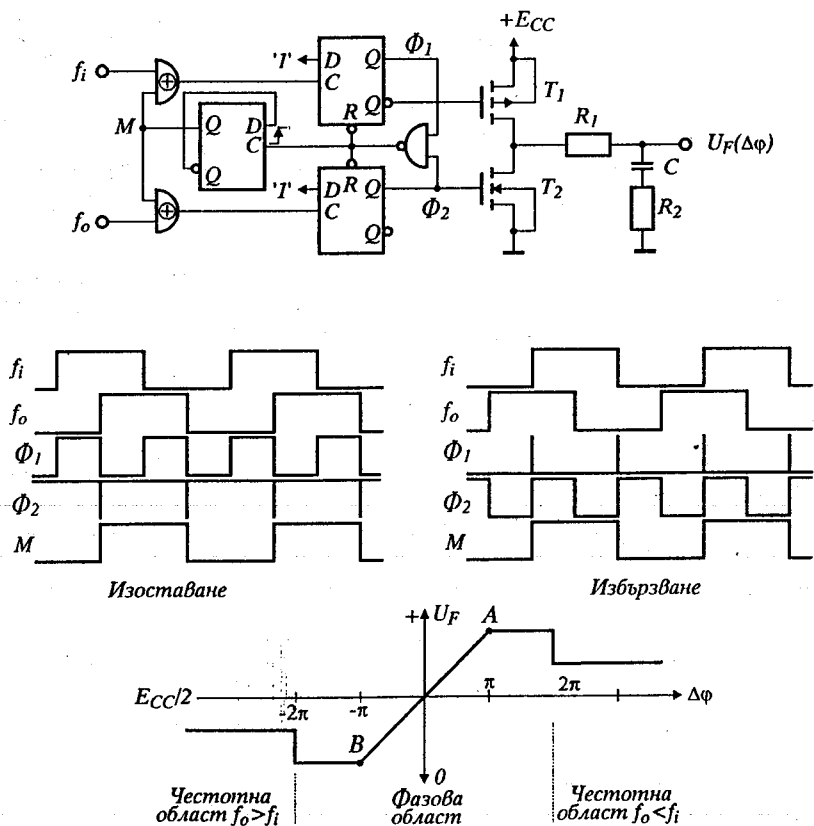 +E_CC
f_i
'1'
D
Q
Φ_1
C
Q
T_1
M
Q
D
R
R_1
U_F(Δφ)
C
Q
R
C
'1'
D
Q
T_2
R_2
f_o
C
Φ_2
Q
f_i
f_o
Φ_1
Φ_2
M
Изоставане
f_i
f_o
Φ_1
Φ_2
M
Избързване
+
U_F
A
E_CC/2
-2π
-π
π
2π
Δφ
B
0
Честотна
област f_o>f_i
Фазова
област
Честотна
област f_o<f_i